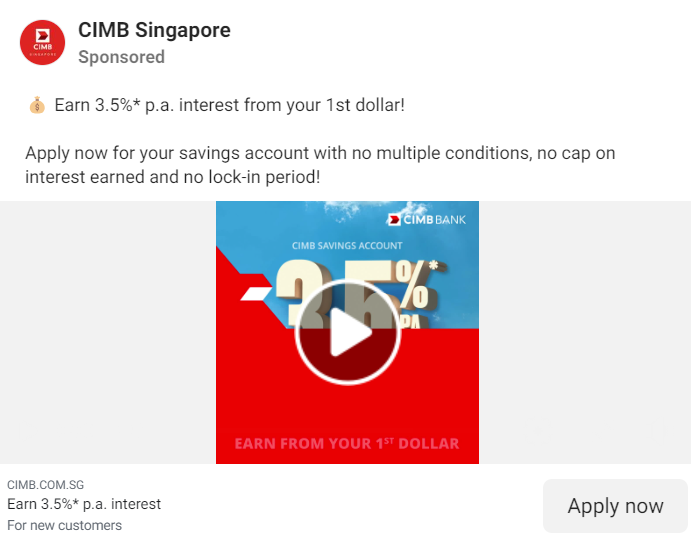 CIMB
SINGAPORE
CIMB Singapore
Sponsored
💰 Earn 3.5%* p.a. interest from your 1st dollar!
Apply now for your savings account with no multiple conditions, no cap on
interest earned and no lock-in period!
CIMB BANK
CIMB SAVINGS ACCOUNT
3.5%*
PA
EARN FROM YOUR 1ST DOLLAR
CIMB.COM.SG
Earn 3.5%* p.a. interest
For new customers
Apply now